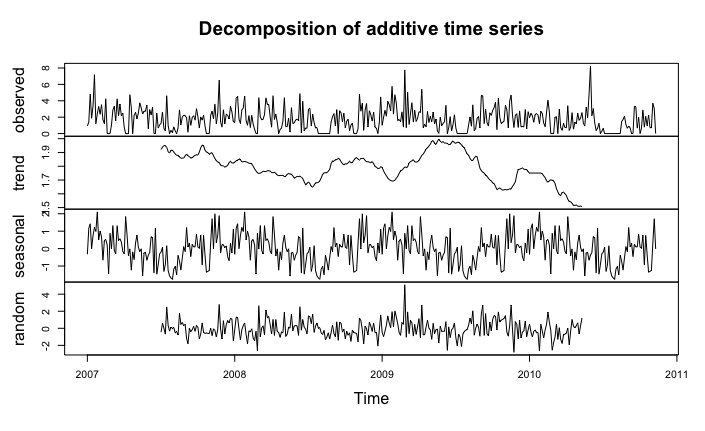 Decomposition of additive time series
observed
0 2 4 6 8
trend
1.5 1.7 1.9
seasonal
-1 0 1 2
random
-2 0 2 4
2007 2008 2009 2010 2011
Time